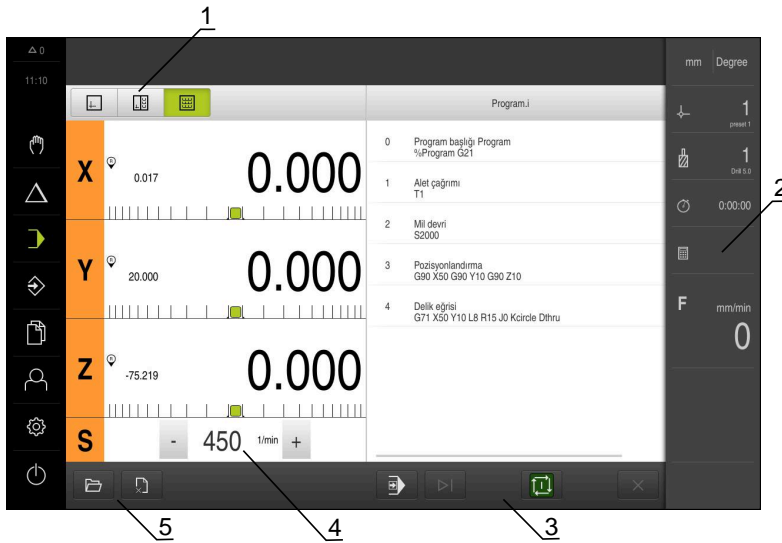 1
0
11:10
mm Degree
Program.i
1
preset 1
1
Drill 5.0
2
0:00:00
F mm/min
0
X 0.017 0.000
Y 20.000 0.000
Z -75.219 0.000
S - 450 1/min +
0 Program başlığı Program
%Program G21
1 Alet çağrımı
T1
2 Mil devri
S2000
3 Pozisyonlandırma
G90 X50 G90 Y10 G90 Z10
4 Delik eğrisi
G71 X50 Y10 L8 R15 J0 Kcircle Dthru
5
4
3